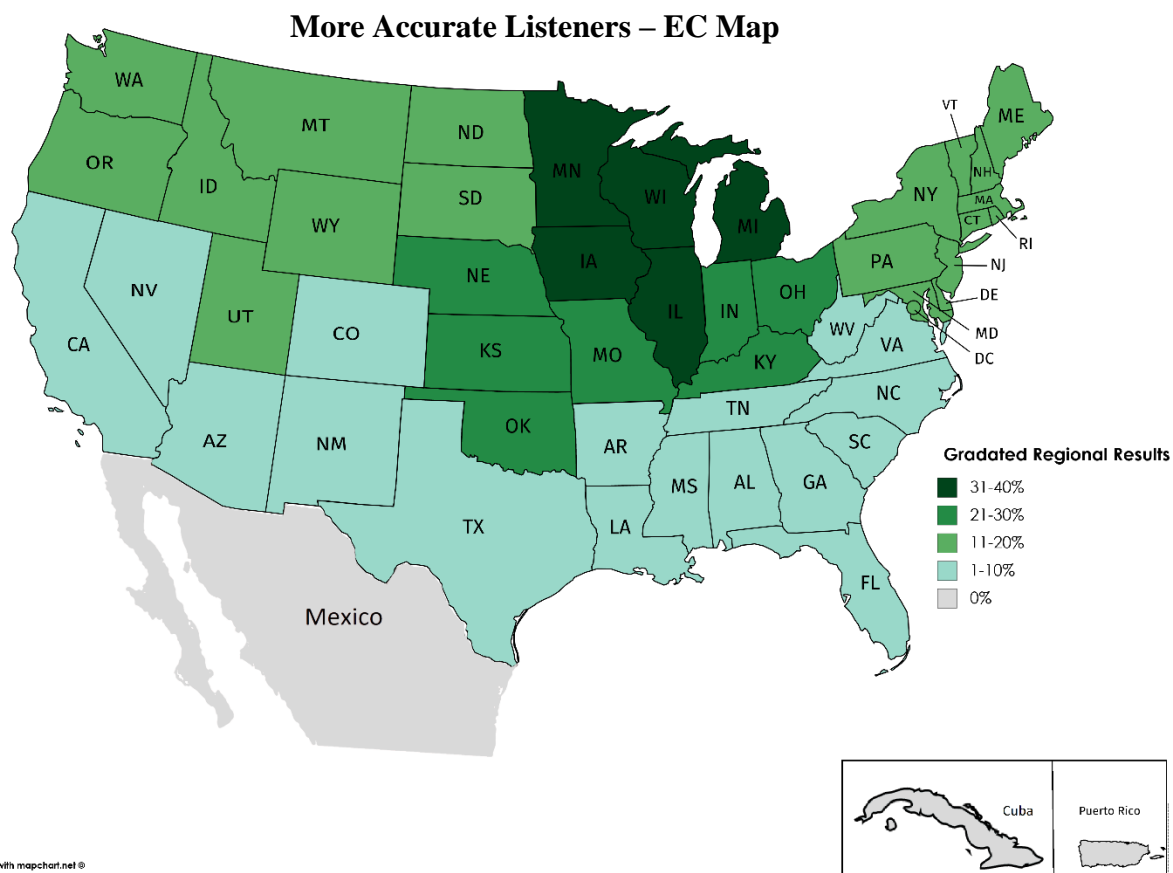 More Accurate Listeners – EC Map
WA
MT
ND
MN
VT
ME
OR
ID
SD
WI
NH
NY
MA
WY
MI
CT
RI
IA
PA
NJ
NE
NV
OH
DE
UT
IL
IN
CO
WV
MD
CA
KS
MO
VA
DC
KY
NC
TN
OK
AZ
NM
AR
SC
Gradated Regional Results
MS
AL
GA
31-40%
21-30%
TX
LA
11-20%
1-10%
FL
0%
Mexico
Cuba
Puerto Rico
with mapchart.net ©